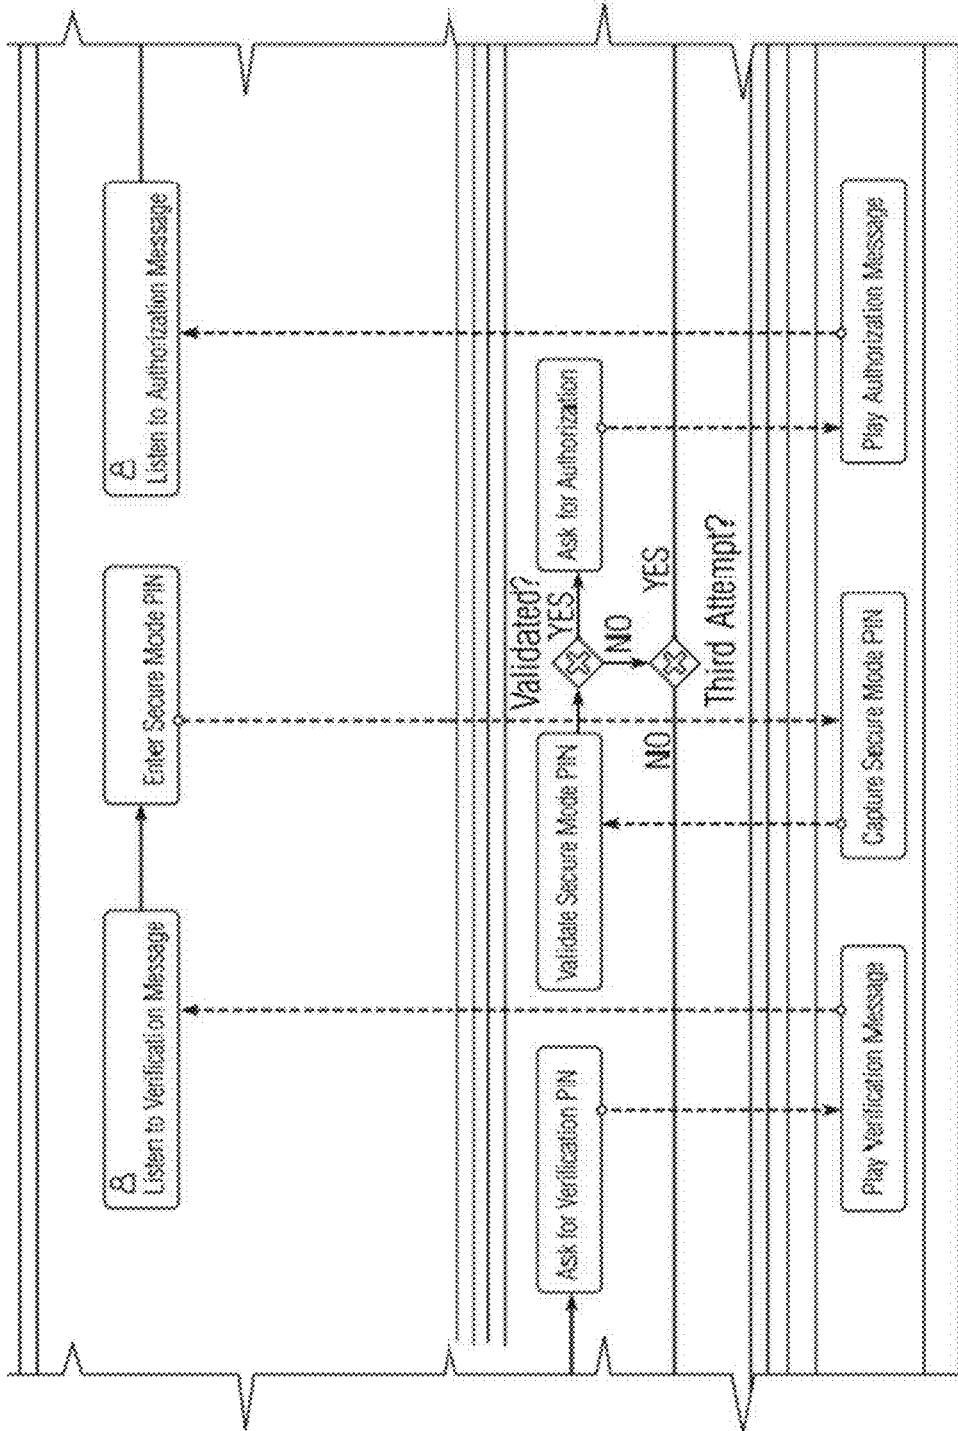 Listen to Verification Message
Enter Secure Mode PIN
Listen to Authorization Message
Ask for Verification PIN
Validate Secure Mode PIN
Validated?
YES
NO
Ask for Authorization
NO
YES
Third Attempt?
Play Verification Message
Capture Secure Mode PIN
Play Authorization Message